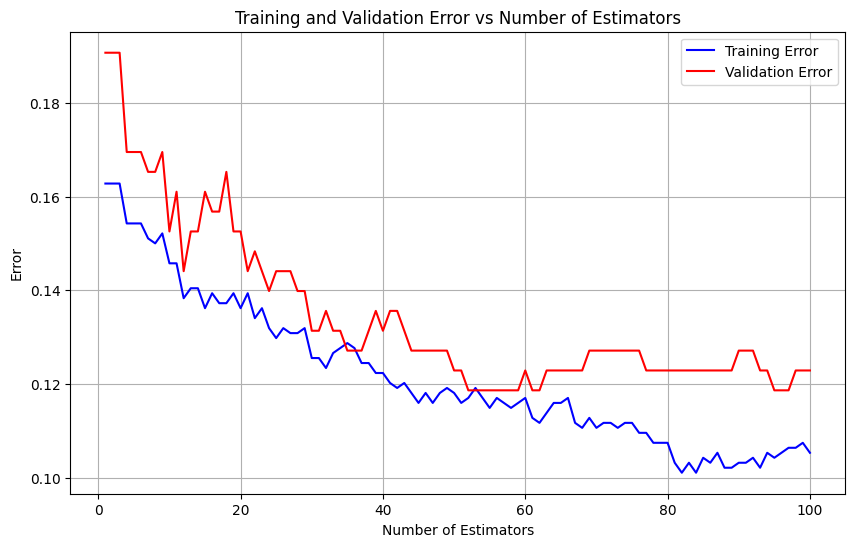 Training and Validation Error vs Number of Estimators
Training Error
Validation Error
Error
0.18
0.16
0.14
0.12
0.10
0
20
40
60
80
100
Number of Estimators